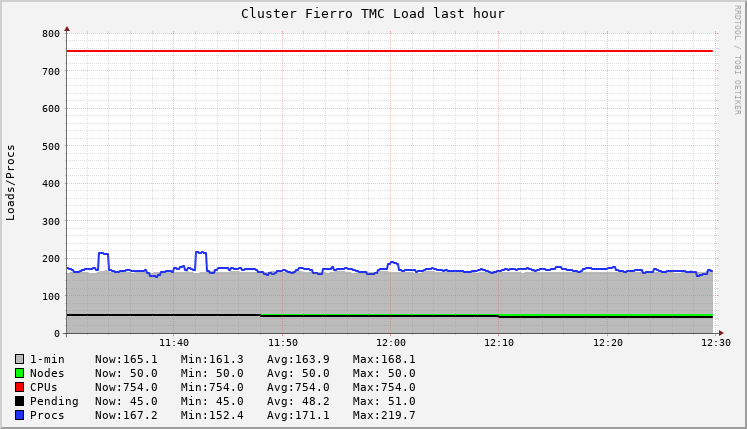 Cluster Fierro TMC Load last hour
RRDTOOL / TOBI OETIKER
Loads/Procs
800
700
600
500
400
300
200
100
0
11:40 11:50 12:00 12:10 12:20 12:30
1-min Now:165.1 Min:161.3 Avg:163.9 Max:168.1
Nodes Now: 50.0 Min: 50.0 Avg: 50.0 Max: 50.0
CPUs Now:754.0 Min:754.0 Avg:754.0 Max:754.0
Pending Now: 45.0 Min: 45.0 Avg: 48.2 Max: 51.0
Procs Now:167.2 Min:152.4 Avg:171.1 Max:219.7